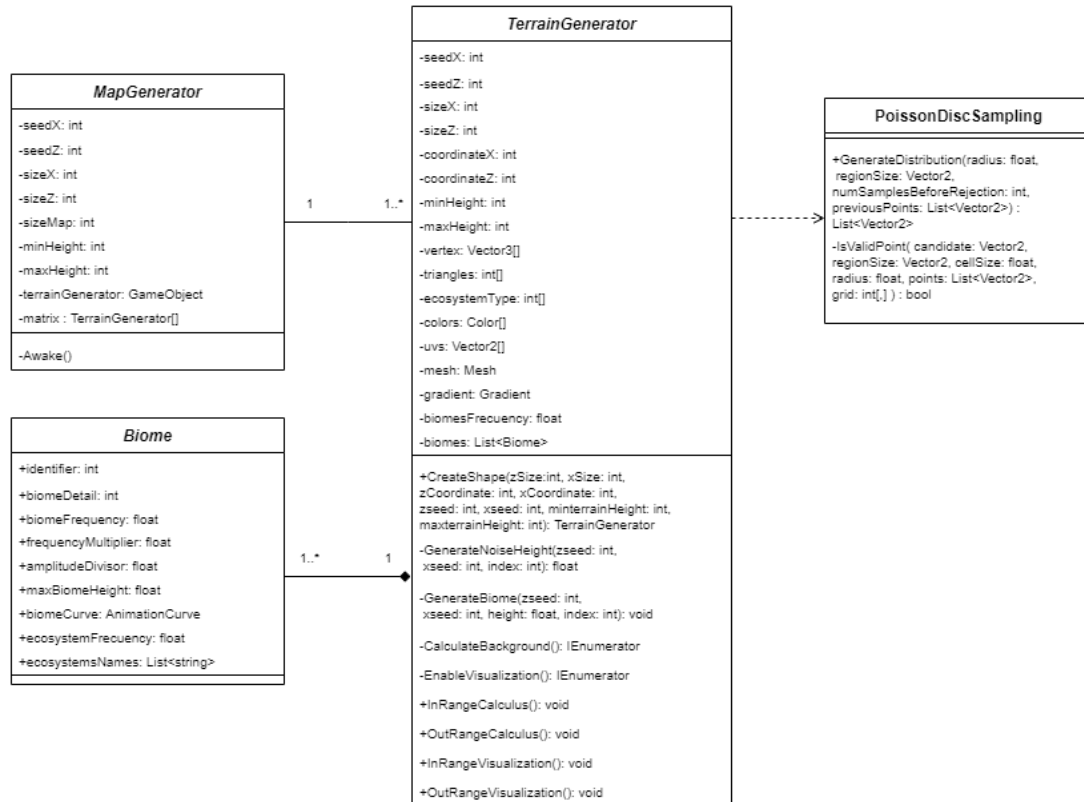 MapGenerator
-seedX: int
-seedZ: int
-sizeX: int
-sizeZ: int
-sizeMap: int
-minHeight: int
-maxHeight: int
-terrainGenerator: GameObject
-matrix : TerrainGenerator[]
-Awake()
1
1..*
Biome
+identifier: int
+biomeDetail: int
+biomeFrequency: float
+frequencyMultiplier: float
+amplitudeDivisor: float
+maxBiomeHeight: float
+biomeCurve: AnimationCurve
+ecosystemFrecuency: float
+ecosystemsNames: List<string>
1..*
1
TerrainGenerator
-seedX: int
-seedZ: int
-sizeX: int
-sizeZ: int
-coordinateX: int
-coordinateZ: int
-minHeight: int
-maxHeight: int
-vertex: Vector3[]
-triangles: int[]
-ecosystemType: int[]
-colors: Color[]
-uvs: Vector2[]
-mesh: Mesh
-gradient: Gradient
-biomesFrecuency: float
-biomes: List<Biome>
+CreateShape(zSize:int, xSize: int,
zCoordinate: int, xCoordinate: int,
zseed: int, xseed: int, minterrainHeight: int,
maxterrainHeight: int): TerrainGenerator
-GenerateNoiseHeight(zseed: int,
xseed: int, index: int): float
-GenerateBiome(zseed: int,
xseed: int, height: float, index: int): void
-CalculateBackground(): IEnumerator
-EnableVisualization(): IEnumerator
+InRangeCalculus(): void
+OutRangeCalculus(): void
+InRangeVisualization(): void
+OutRangeVisualization(): void
PoissonDiscSampling
+GenerateDistribution(radius: float,
regionSize: Vector2,
numSamplesBeforeRejection: int,
previousPoints: List<Vector2>) :
List<Vector2>
-IsValidPoint( candidate: Vector2,
regionSize: Vector2, cellSize: float,
radius: float, points: List<Vector2>,
grid: int[,] ) : bool